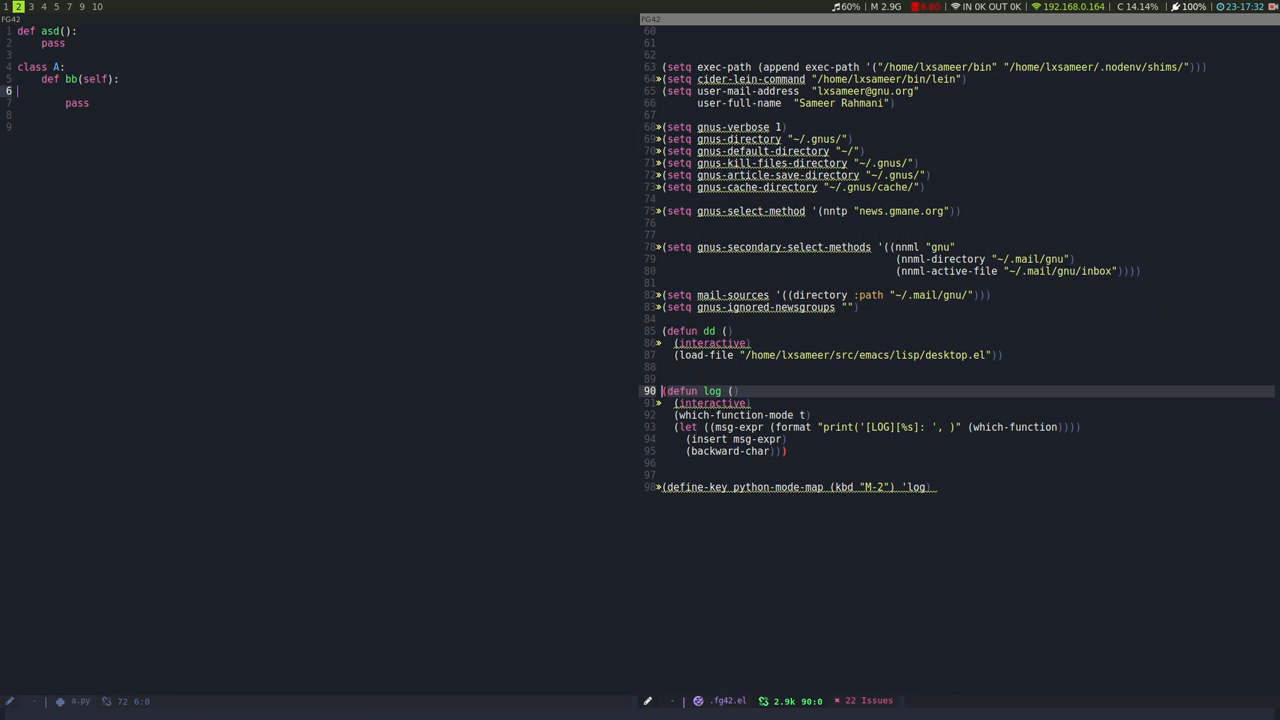 1 2 3 4 5 7 9 10
60% M 2.9G 6.8G IN 0K OUT 0K 192.168.0.164 C 14.14% 100% 23-17:32
FG42
1 def asd():
2     pass
3
4 class A:
5     def bb(self):
6
7         pass
8
9
- | a.py 72 6:0
FG42
60
61
62
63 (setq exec-path (append exec-path '("/home/lxsameer/bin" "/home/lxsameer/.nodenv/shims/")))
64»(setq cider-lein-command "/home/lxsameer/bin/lein")
65 (setq user-mail-address  "lxsameer@gnu.org"
66       user-full-name  "Sameer Rahmani")
67
68»(setq gnus-verbose 1)
69»(setq gnus-directory "~/.gnus/")
70»(setq gnus-default-directory "~/")
71»(setq gnus-kill-files-directory "~/.gnus/")
72»(setq gnus-article-save-directory "~/.gnus/")
73»(setq gnus-cache-directory "~/.gnus/cache/")
74
75»(setq gnus-select-method '(nntp "news.gmane.org"))
76
77
78»(setq gnus-secondary-select-methods '((nnml "gnu"
79                                        (nnml-directory "~/.mail/gnu")
80                                        (nnml-active-file "~/.mail/gnu/inbox"))))
81
82»(setq mail-sources '((directory :path "~/.mail/gnu/")))
83»(setq gnus-ignored-newsgroups "")
84
85 (defun dd ()
86»  (interactive)
87   (load-file "/home/lxsameer/src/emacs/lisp/desktop.el"))
88
89
90 (defun log ()
91»  (interactive)
92   (which-function-mode t)
93   (let ((msg-expr (format "print('[LOG][%s]: ', )" (which-function))))
94     (insert msg-expr)
95     (backward-char)))
96
97
98»(define-key python-mode-map (kbd "M-2") 'log)
- | .fg42.el 2.9k 90:0 22 Issues